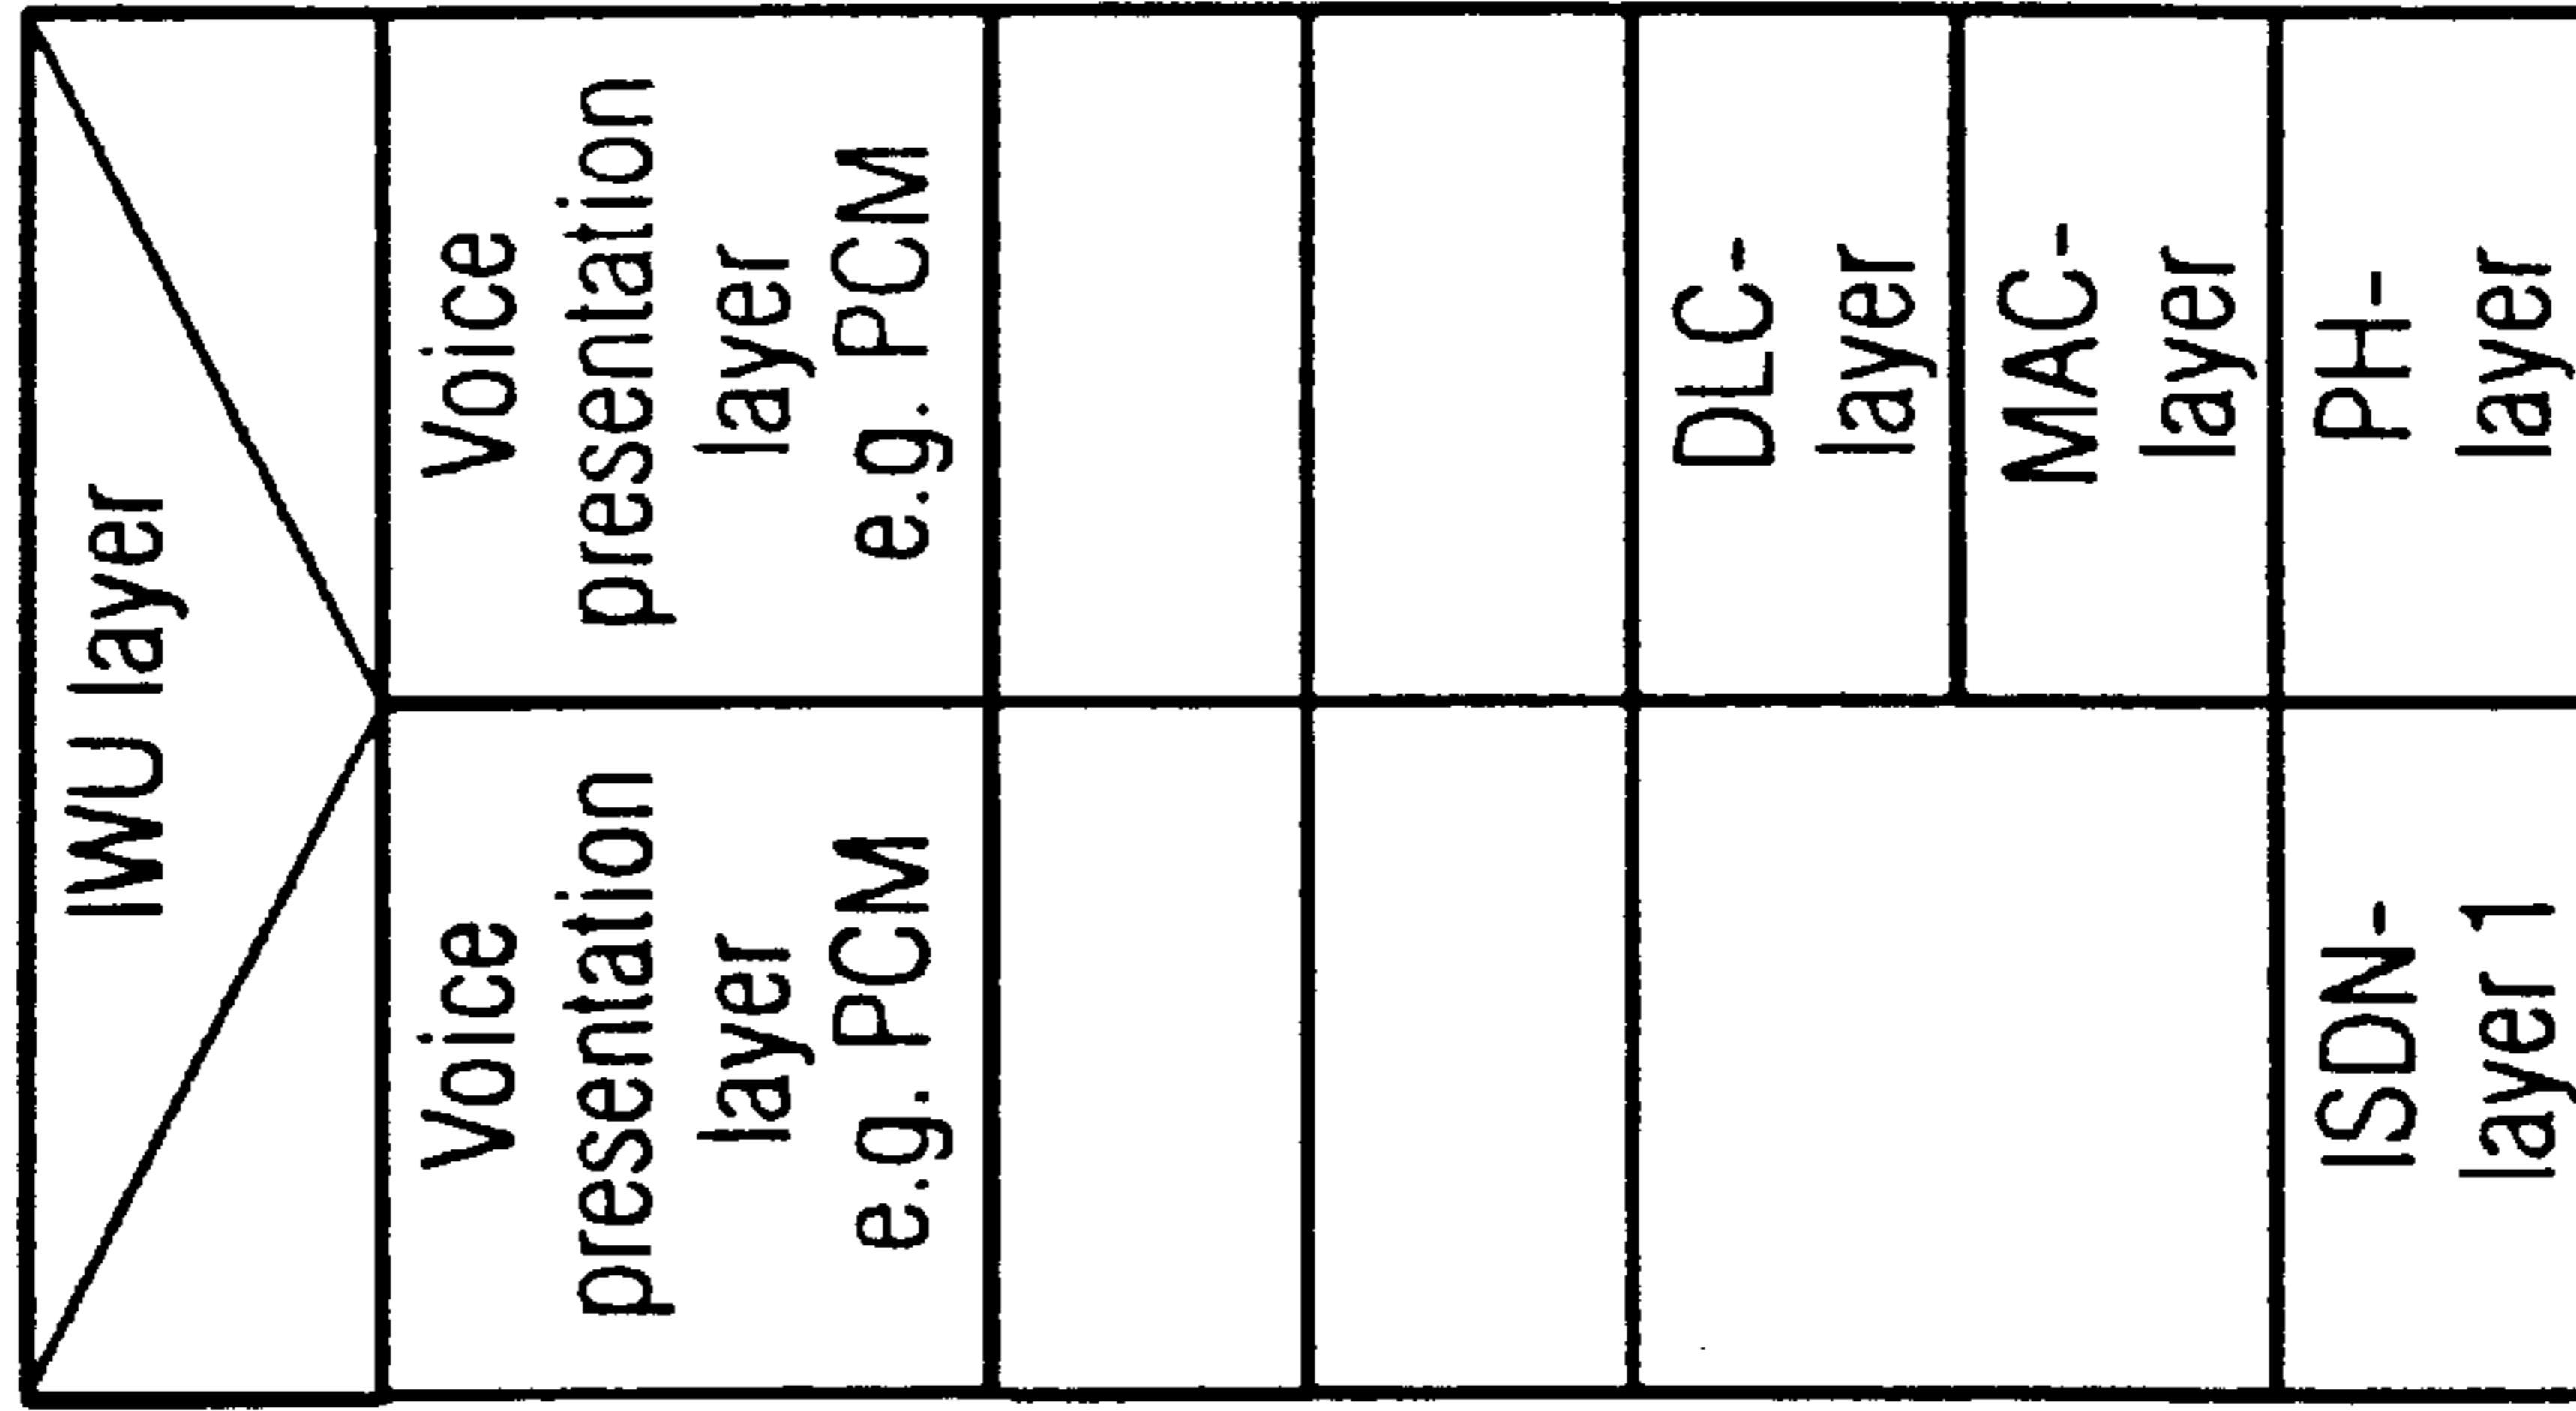 IWU layer
Voice
presentation
layer
e.g. PCM
Voice
presentation
layer
e.g. PCM
DLC-
layer
MAC-
layer
ISDN-
layer 1
PH-
layer